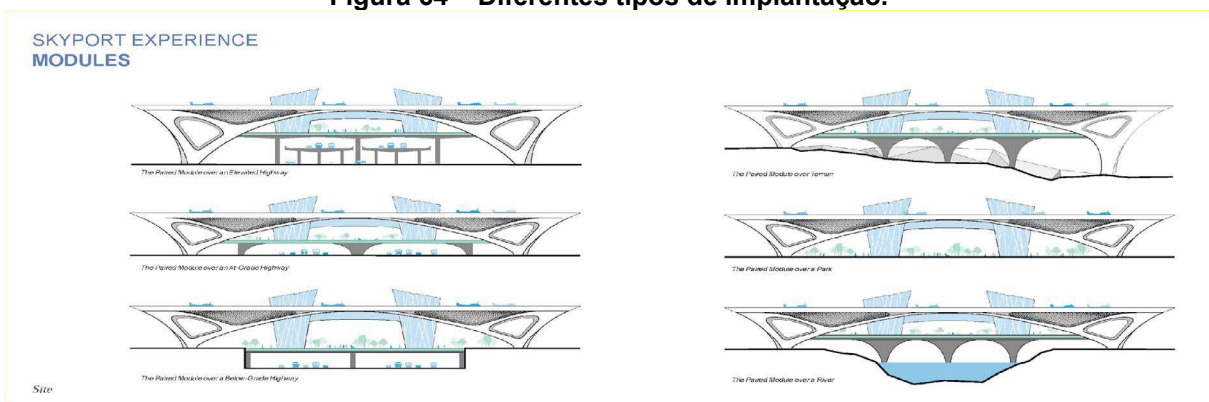 Figura 64 – Diferentes tipos de implantação.
SKYPORT EXPERIENCE
MODULES
The Paired Module over an Elevated Highway
The Paired Module over an At-Grade Highway
The Paired Module over a Below-Grade Highway
The Paired Module over Terrain
The Paired Module over a Park
The Paired Module over a River
Site